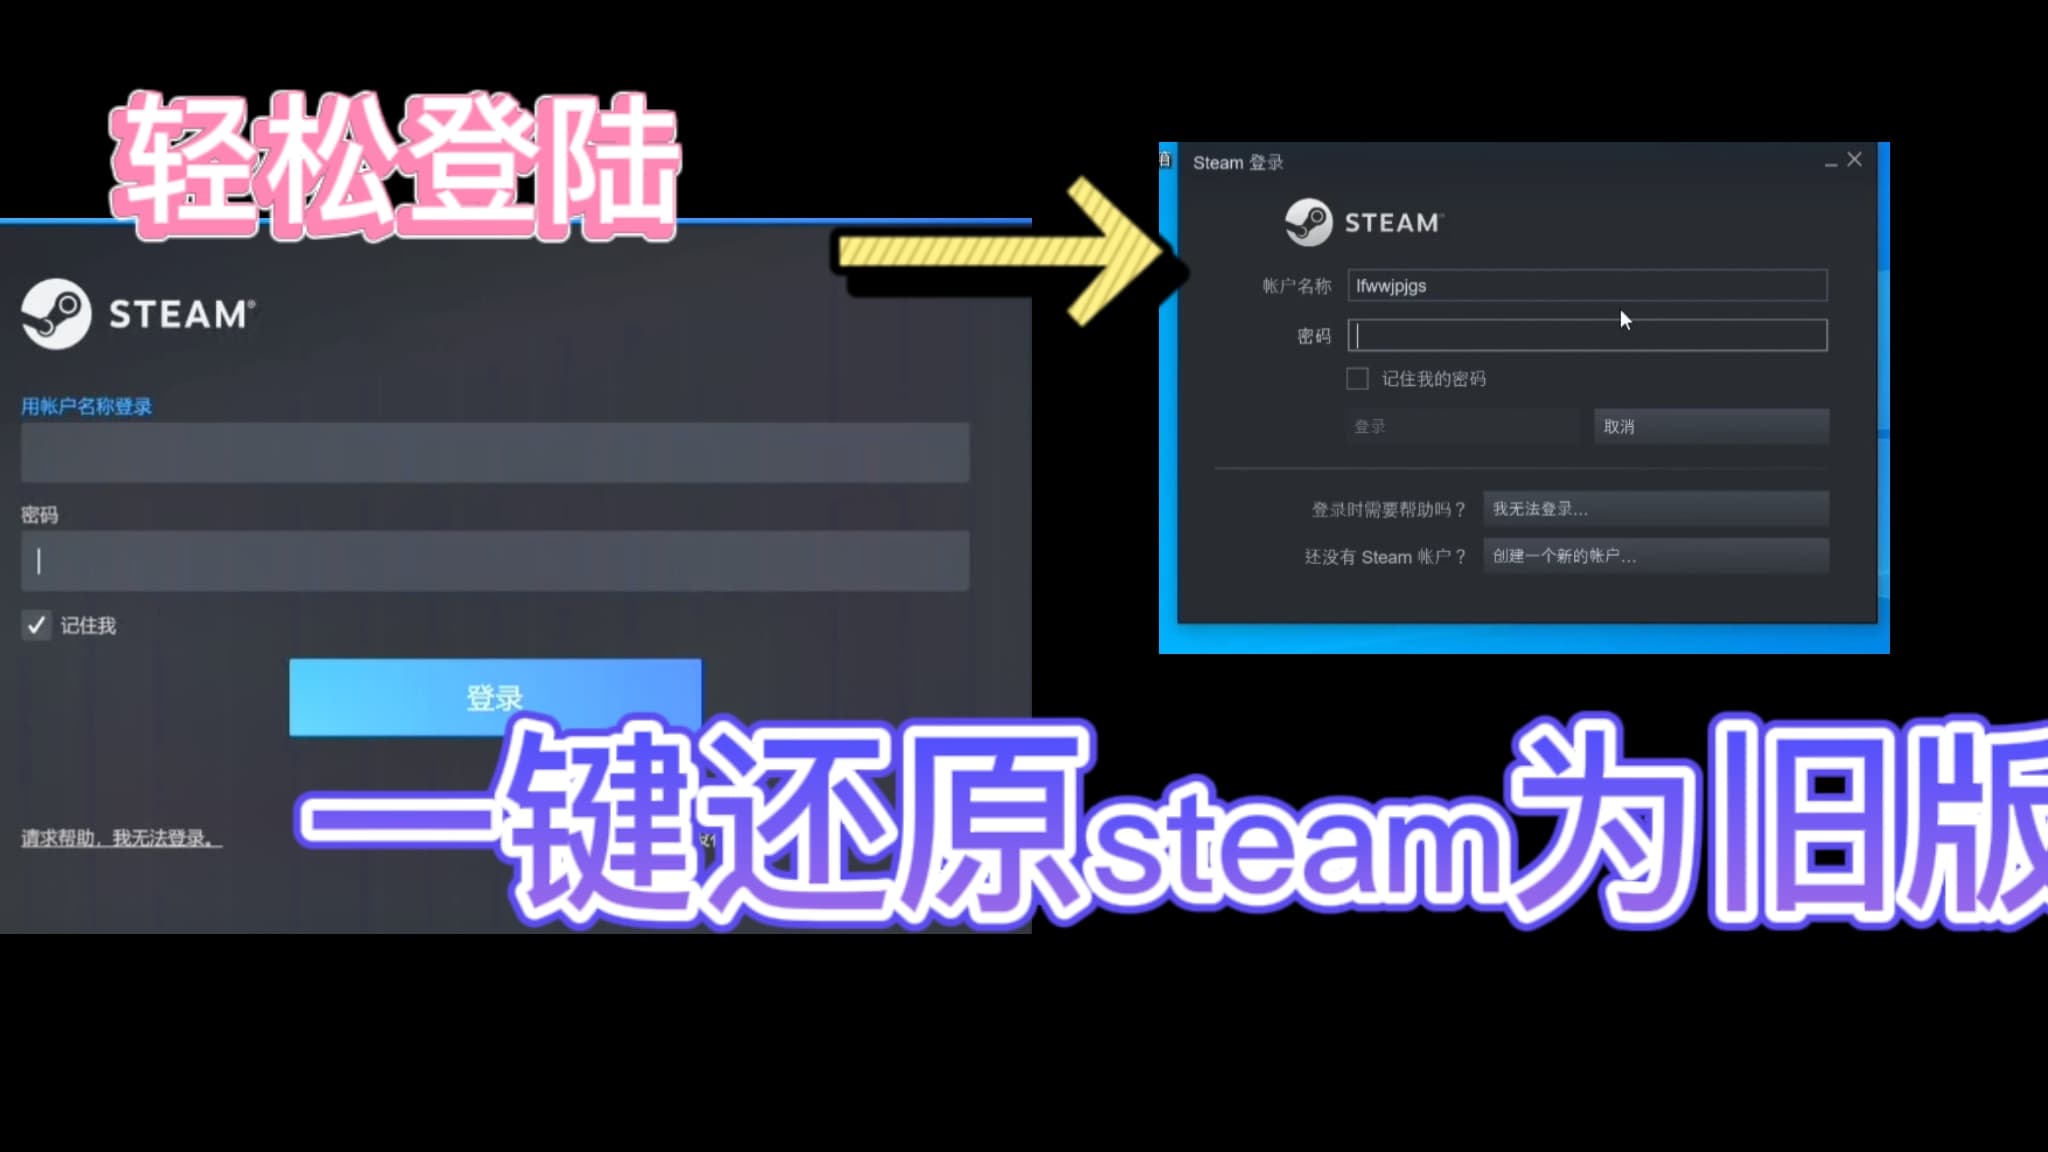 轻松登陆
STEAM®
用帐户名称登录
密码
记住我
登录
请求帮助，我无法登录。
Steam 登录
STEAM
帐户名称 lfwwjpjgs
密码
记住我的密码
登录 取消
登录时需要帮助吗？ 我无法登录...
还没有 Steam 帐户？ 创建一个新的帐户...
一键还原steam为旧版